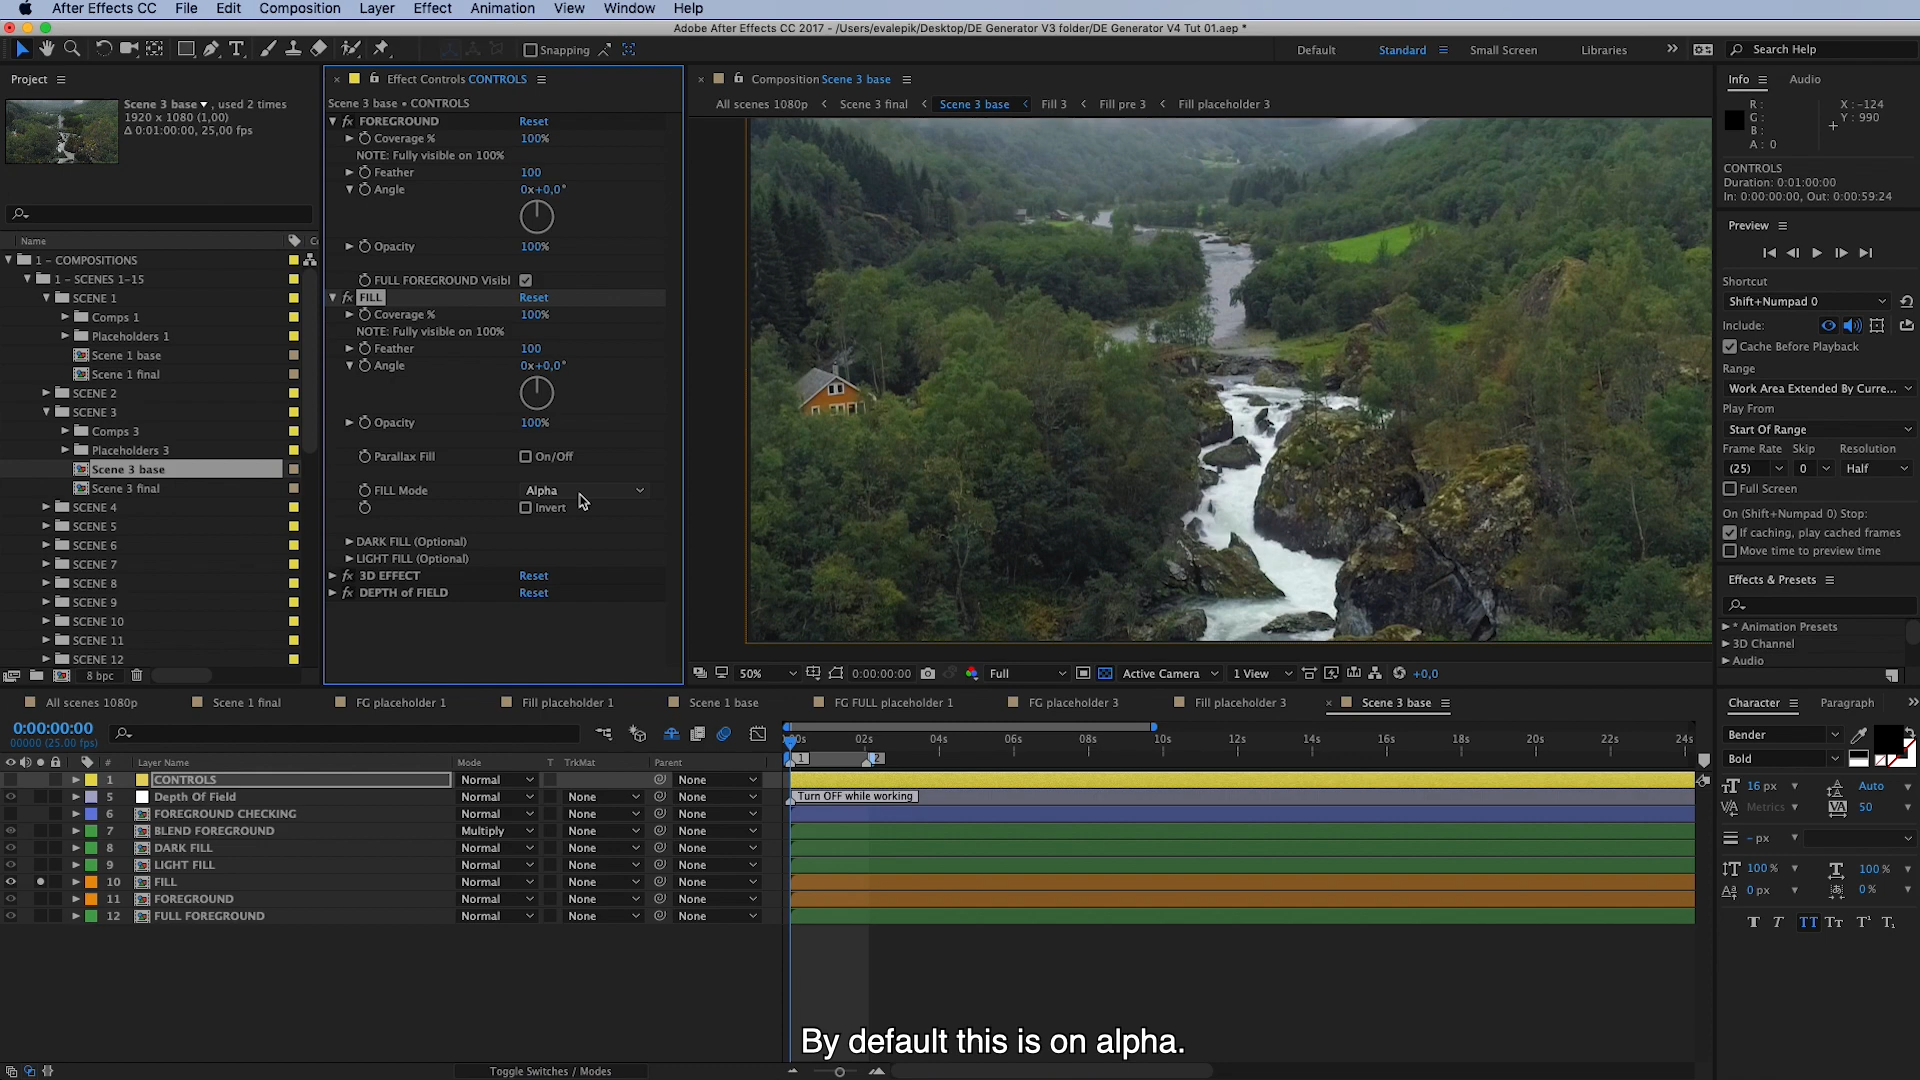 After Effects CC File Edit Composition Layer Effect Animation View Window Help
Adobe After Effects CC 2017 - /Users/evalepik/Desktop/DE Generator V3 folder/DE Generator V4 Tut 01.aep *
Snapping Default Standard Small Screen Libraries Search Help
Project
Scene 3 base , used 2 times
1920 x 1080 (1,00)
Δ 0:01:00:00, 25,00 fps
Name
1 – COMPOSITIONS
1 – SCENES 1-15
SCENE 1
Comps 1
Placeholders 1
Scene 1 base
Scene 1 final
SCENE 2
SCENE 3
Comps 3
Placeholders 3
Scene 3 base
Scene 3 final
SCENE 4
SCENE 5
SCENE 6
SCENE 7
SCENE 8
SCENE 9
SCENE 10
SCENE 11
SCENE 12
8 bpc
Effect Controls CONTROLS
Scene 3 base • CONTROLS
FOREGROUND Reset
Coverage % 100%
NOTE: Fully visible on 100%
Feather 100
Angle 0x+0,0°
Opacity 100%
FULL FOREGROUND Visibl
FILL Reset
Coverage % 100%
NOTE: Fully visible on 100%
Feather 100
Angle 0x+0,0°
Opacity 100%
Parallax Fill On/Off
FILL Mode Alpha
Invert
DARK FILL (Optional)
LIGHT FILL (Optional)
3D EFFECT Reset
DEPTH of FIELD Reset
Composition Scene 3 base
All scenes 1080p Scene 3 final Scene 3 base Fill 3 Fill pre 3 Fill placeholder 3
50% 0:00:00:00 Full Active Camera 1 View +0,0
Info Audio
R : X : -124
G : Y : 990
B :
A : 0
CONTROLS
Duration: 0:01:00:00
In: 0:00:00:00, Out: 0:00:59:24
Preview
Shortcut
Shift+Numpad 0
Include:
Cache Before Playback
Range
Work Area Extended By Curre...
Play From
Start Of Range
Frame Rate Skip Resolution
(25) 0 Half
Full Screen
On (Shift+Numpad 0) Stop:
If caching, play cached frames
Move time to preview time
Effects & Presets
* Animation Presets
3D Channel
Audio
All scenes 1080p Scene 1 final FG placeholder 1 Fill placeholder 1 Scene 1 base FG FULL placeholder 1 FG placeholder 3 Fill placeholder 3 Scene 3 base
0:00:00:00
00000 (25.00 fps)
:00s 02s 04s 06s 08s 10s 12s 14s 16s 18s 20s 22s 24s
1 2
# Layer Name Mode T TrkMat Parent
1 CONTROLS Normal None
5 Depth Of Field Normal None None
Turn OFF while working
6 FOREGROUND CHECKING Normal None None
7 BLEND FOREGROUND Multiply None None
8 DARK FILL Normal None None
9 LIGHT FILL Normal None None
10 FILL Normal None None
11 FOREGROUND Normal None None
12 FULL FOREGROUND Normal None None
Toggle Switches / Modes
Character Paragraph
Bender
Bold
16 px Auto
Metrics 50
– px
100 % 100 %
0 px 0 %
T T TT Tт T¹ T₁
By default this is on alpha.